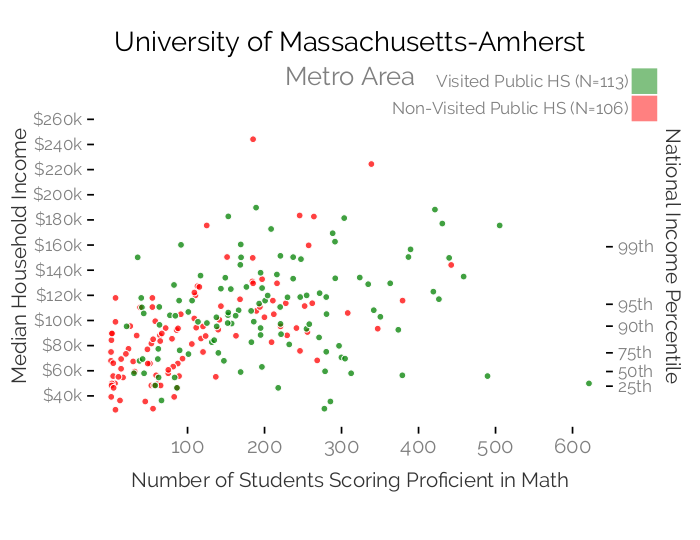 University of Massachusetts-Amherst
Metro Area
Visited Public HS (N=113)
Non-Visited Public HS (N=106)
$260k
$240k
$220k
$200k
$180k
$160k
$140k
$120k
$100k
$80k
$60k
$40k
Median Household Income
99th
95th
90th
75th
50th
25th
National Income Percentile
100 200 300 400 500 600
Number of Students Scoring Proficient in Math